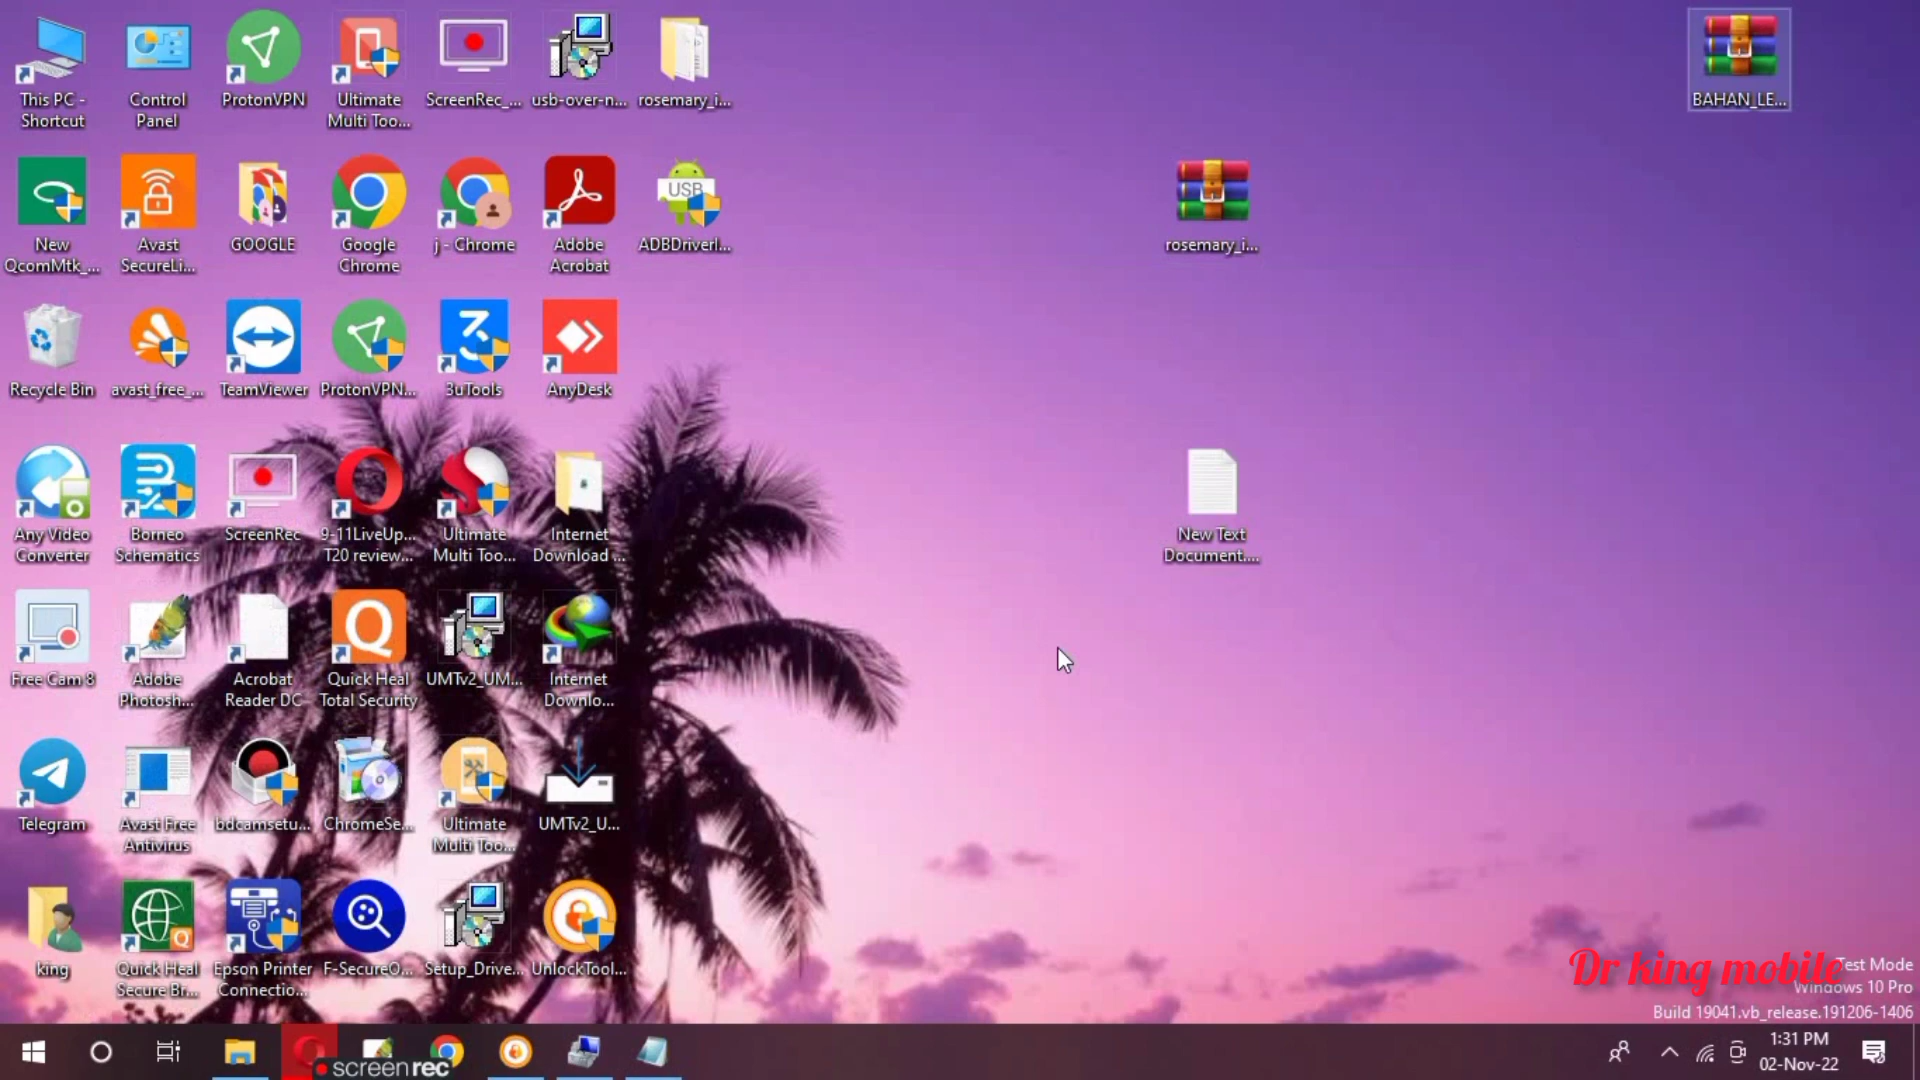 This PC -
Shortcut
Control
Panel
ProtonVPN
Ultimate
Multi Too...
ScreenRec_...
usb-over-n...
rosemary_i...
BAHAN_LE...
New
QcomMtk_...
Avast
SecureLi...
GOOGLE
Google
Chrome
j - Chrome
Adobe
Acrobat
USB
ADBDriverI...
rosemary_i...
Recycle Bin
avast_free_...
TeamViewer
ProtonVPN...
3uTools
AnyDesk
Any Video
Converter
Borneo
Schematics
ScreenRec
9-11LiveUp...
T20 review...
Ultimate
Multi Too...
Internet
Download ...
New Text
Document....
Free Cam 8
Adobe
Photosh...
Acrobat
Reader DC
Quick Heal
Total Security
UMTv2_UM...
Internet
Downlo...
Telegram
Avast Free
Antivirus
bdcamsetu...
ChromeSe...
Ultimate
Multi Too...
UMTv2_U...
king
Quick Heal
Secure Br...
Epson Printer
Connectio...
F-SecureO...
Setup_Drive...
UnlockTool...
Dr king mobile
Test Mode
Windows 10 Pro
Build 19041.vb_release.191206-1406
screenrec
1:31 PM
02-Nov-22